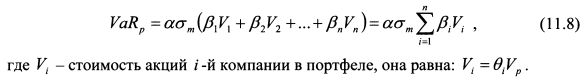 VaR_p = ασ_m(β_1V_1 + β_2V_2 + ... + β_nV_n) = ασ_m ∑_{i=1}^{n} β_iV_i , (11.8)
где V_i – стоимость акций i-й компании в портфеле, она равна: V_i = θ_iV_p .